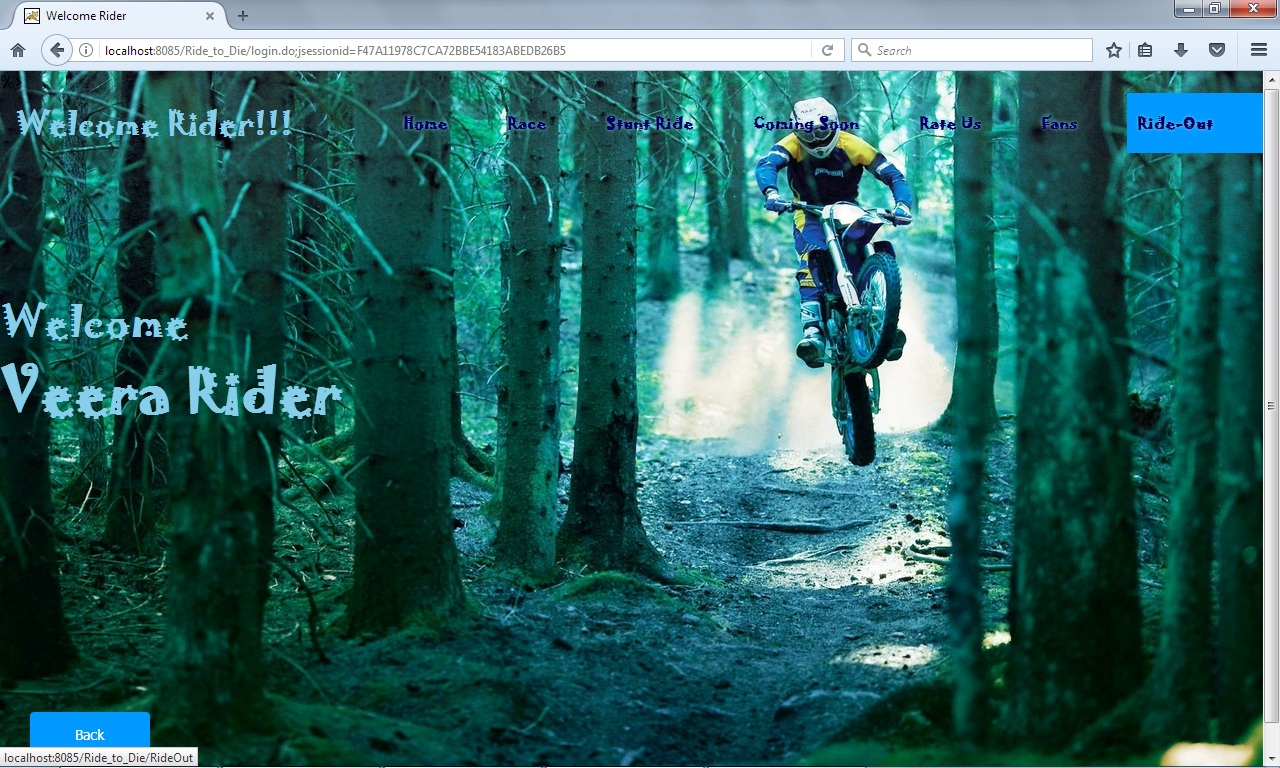 Welcome Rider
localhost:8085/Ride_to_Die/login.do;jsessionid=F47A11978C7CA72BBE54183ABEDB26B5
Search
%>
Welcome Rider!!!
Home Race Stunt Ride Coming Soon Rate Us Fans Ride-Out
Welcome
Veera Rider
Back
localhost:8085/Ride_to_Die/RideOut